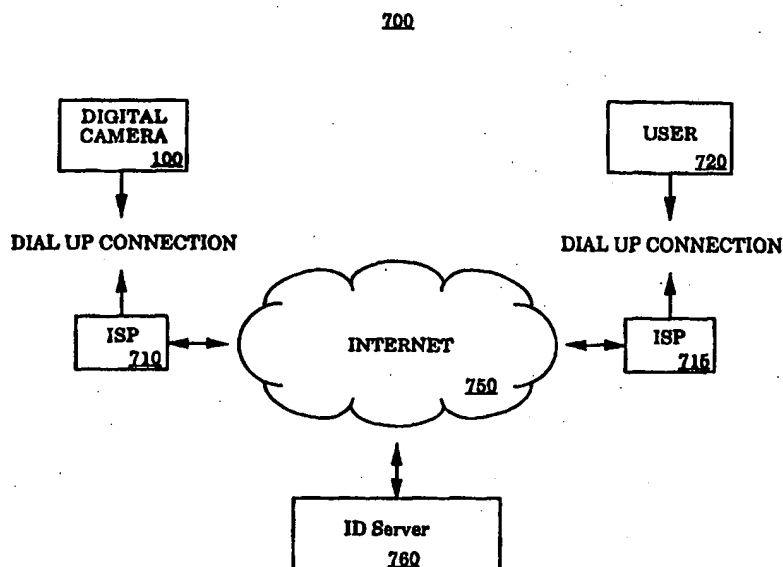 700
DIGITAL
CAMERA
100
USER
720
DIAL UP CONNECTION
DIAL UP CONNECTION
ISP
710
INTERNET
750
ISP
715
ID Server
760